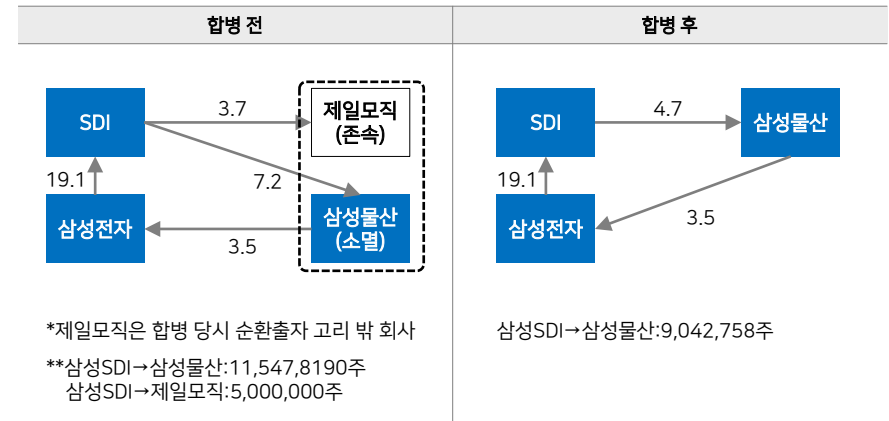 합병 전
합병 후
SDI
3.7
제일모직
(존속)
19.1
7.2
삼성전자
3.5
삼성물산
(소멸)
SDI
4.7
삼성물산
19.1
삼성전자
3.5
*제일모직은 합병 당시 순환출자 고리 밖 회사
**삼성SDI→삼성물산:11,547,8190주
삼성SDI→제일모직:5,000,000주
삼성SDI→삼성물산:9,042,758주